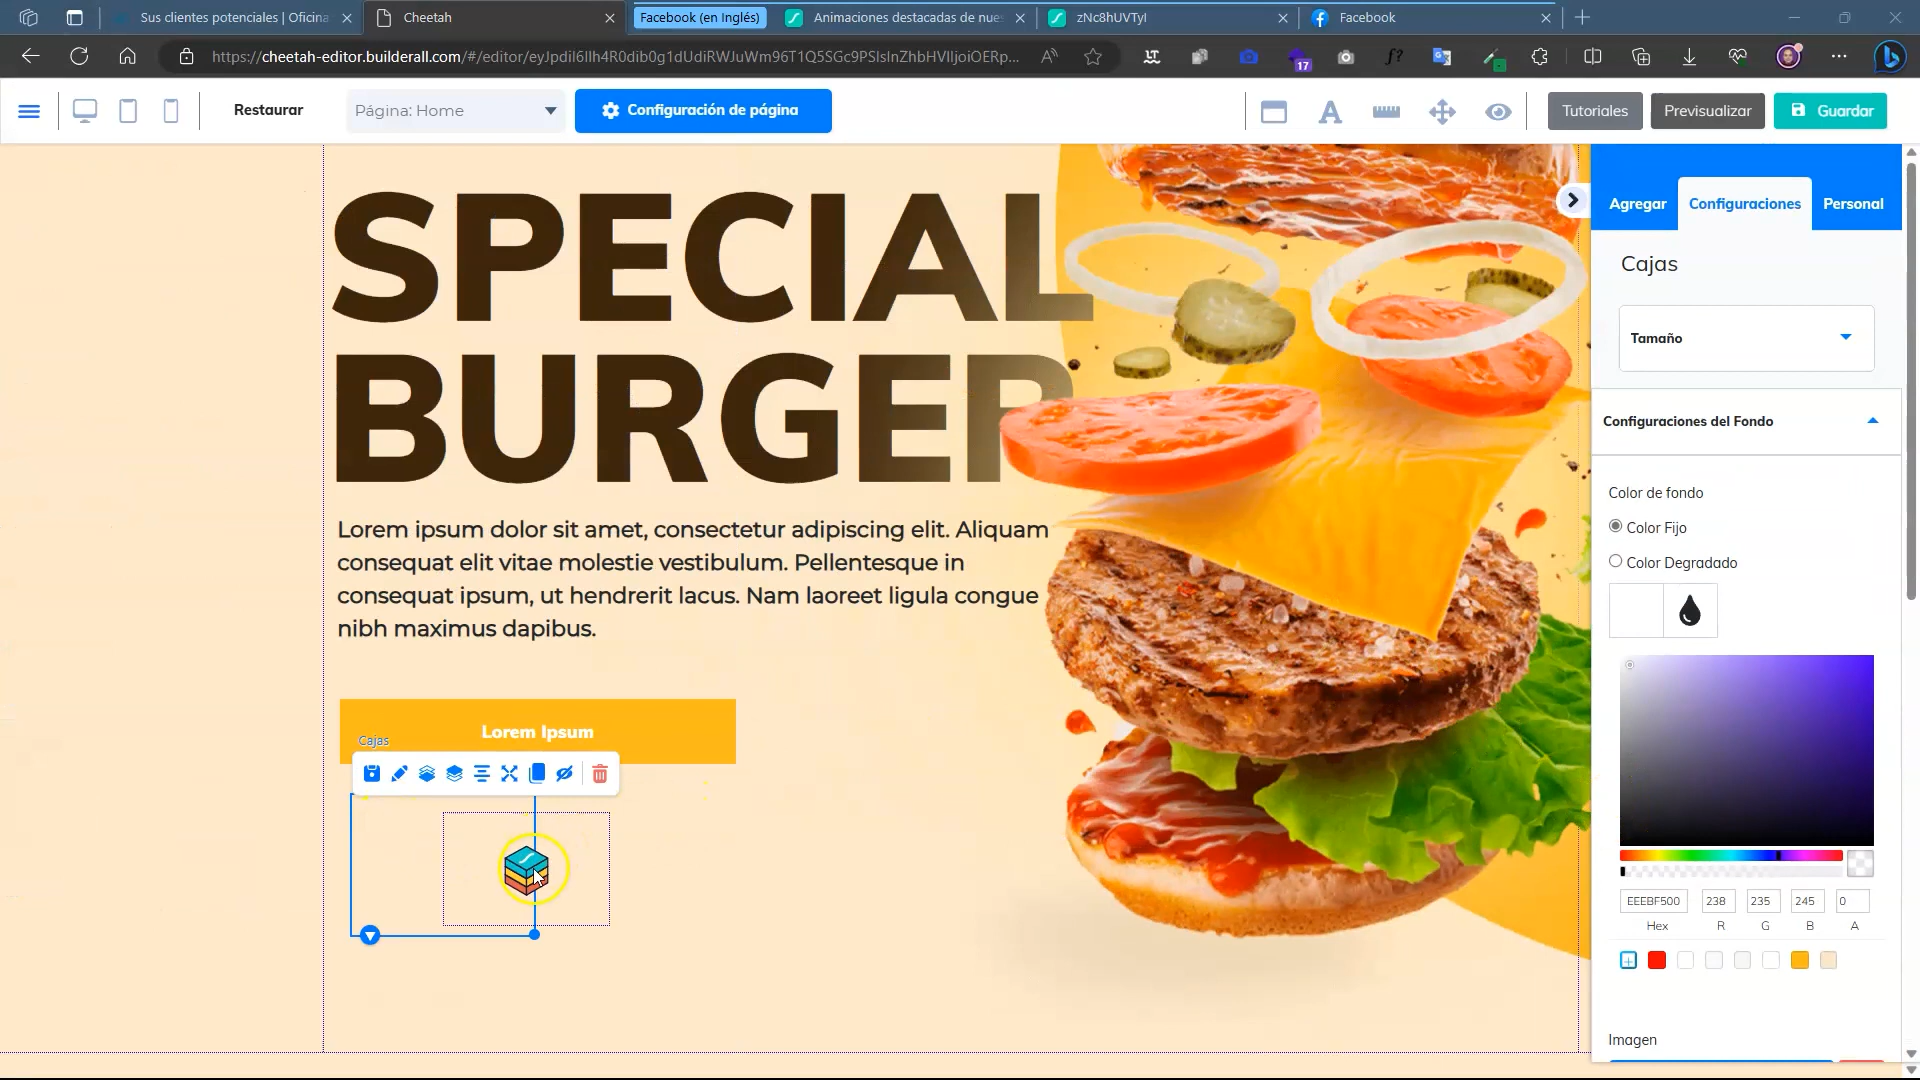 Sus clientes potenciales | Oficina
Cheetah
Facebook (en Inglés)
Animaciones destacadas de nues
zNc8hUVTyI
Facebook
https://cheetah-editor.builderall.com/#/editor/
17
Restaurar
Página: Home
Configuración de página
Tutoriales
Previsualizar
Guardar
SPECIAL
BURGER
Lorem ipsum dolor sit amet, consectetur adipiscing elit. Aliquam
consequat elit vitae molestie vestibulum. Pellentesque in
consequat ipsum, ut hendrerit lacus. Nam laoreet ligula congue
nibh maximus dapibus.
Lorem Ipsum
Cajas
Agregar
Configuraciones
Personal
Cajas
Tamaño
Configuraciones del Fondo
Color de fondo
Color Fijo
Color Degradado
EEEBF500
238
235
245
0
Hex
R
G
B
A
Imagen